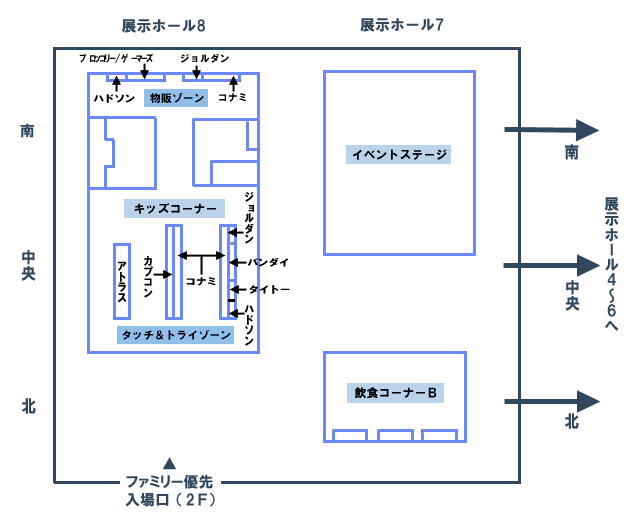 展示ホール8
展示ホール7
ブロッコリー/ゲーマーズ
ジョルダン
ハドソン
物販ゾーン
コナミ
南
イベントステージ
南
キッズコーナー
展示ホール4～6へ
中央
アトラス
カプコン
コナミ
ジョルダン
バンダイ
タイトー
ハドソン
中央
タッチ＆トライゾーン
北
飲食コーナーB
北
▲
ファミリー優先
入場口（2F）